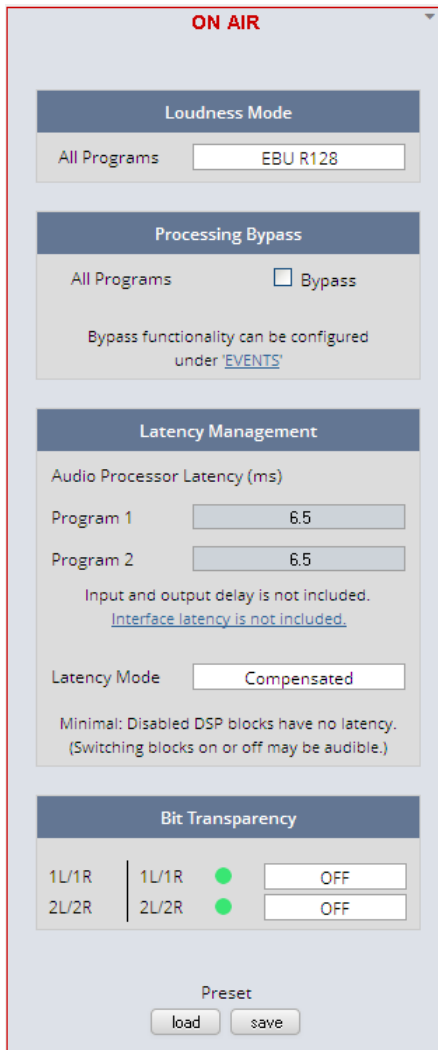 ON AIR
Loudness Mode
All Programs EBU R128
Processing Bypass
All Programs Bypass
Bypass functionality can be configured
under 'EVENTS'
Latency Management
Audio Processor Latency (ms)
Program 1 6.5
Program 2 6.5
Input and output delay is not included.
Interface latency is not included.
Latency Mode Compensated
Minimal: Disabled DSP blocks have no latency.
(Switching blocks on or off may be audible.)
Bit Transparency
1L/1R 1L/1R OFF
2L/2R 2L/2R OFF
Preset
load save